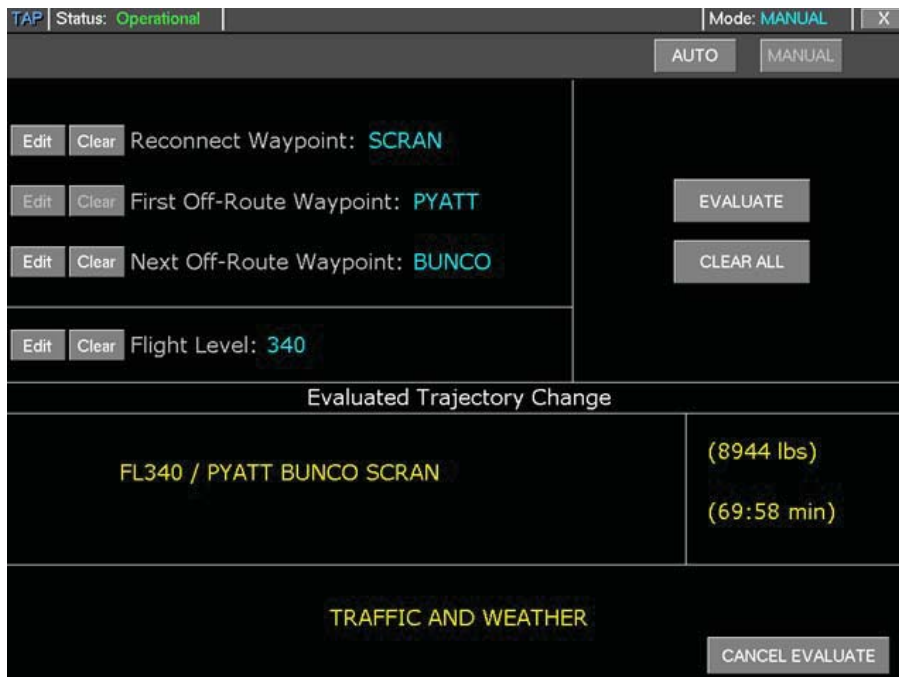 TAP Status: Operational Mode: MANUAL X
AUTO MANUAL
Edit Clear Reconnect Waypoint: SCRAN
Edit Clear First Off-Route Waypoint: PYATT
EVALUATE
Edit Clear Next Off-Route Waypoint: BUNCO
CLEAR ALL
Edit Clear Flight Level: 340
Evaluated Trajectory Change
FL340 / PYATT BUNCO SCRAN
(8944 lbs)
(69:58 min)
TRAFFIC AND WEATHER
CANCEL EVALUATE